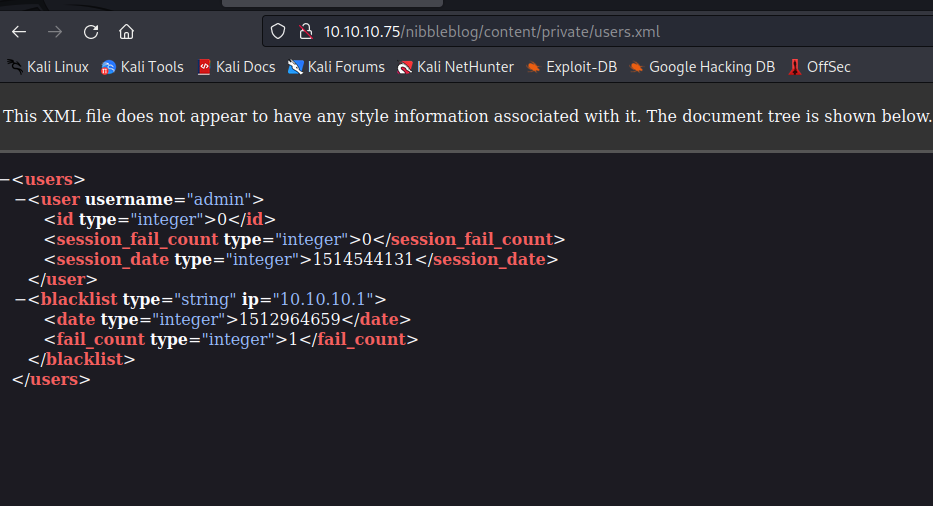 10.10.10.75/nibbleblog/content/private/users.xml
Kali Linux Kali Tools Kali Docs Kali Forums Kali NetHunter Exploit-DB Google Hacking DB OffSec
This XML file does not appear to have any style information associated with it. The document tree is shown below.
−<users>
−<user username="admin">
<id type="integer">0</id>
<session_fail_count type="integer">0</session_fail_count>
<session_date type="integer">1514544131</session_date>
</user>
−<blacklist type="string" ip="10.10.10.1">
<date type="integer">1512964659</date>
<fail_count type="integer">1</fail_count>
</blacklist>
</users>